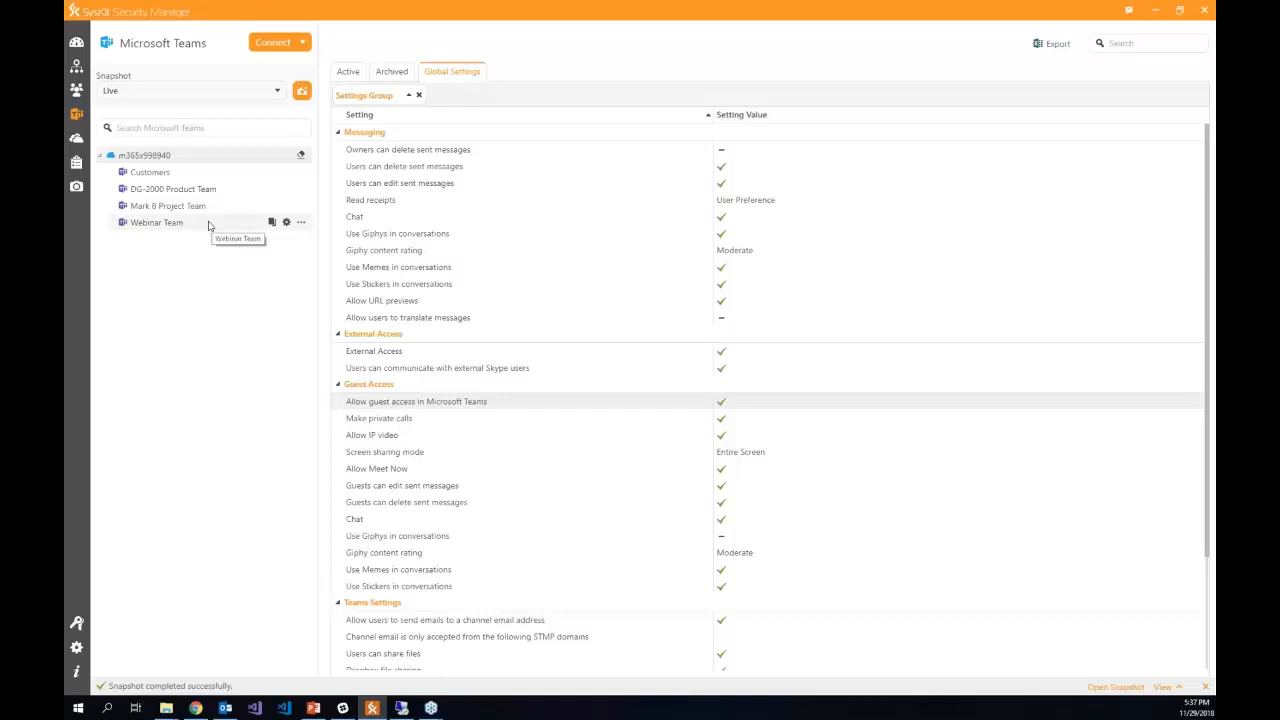 SysKit Security Manager
Microsoft Teams
Connect
Snapshot
Live
Search Microsoft Teams
m365x998940
Customers
DG-2000 Product Team
Mark 8 Project Team
Webinar Team
Webinar Team
Export
Search
Active
Archived
Global Settings
Settings Group
Setting
Setting Value
Messaging
Owners can delete sent messages
Users can delete sent messages
Users can edit sent messages
Read receipts
User Preference
Chat
Use Giphys in conversations
Giphy content rating
Moderate
Use Memes in conversations
Use Stickers in conversations
Allow URL previews
Allow users to translate messages
External Access
External Access
Users can communicate with external Skype users
Guest Access
Allow guest access in Microsoft Teams
Make private calls
Allow IP video
Screen sharing mode
Entire Screen
Allow Meet Now
Guests can edit sent messages
Guests can delete sent messages
Chat
Use Giphys in conversations
Giphy content rating
Moderate
Use Memes in conversations
Use Stickers in conversations
Teams Settings
Allow users to send emails to a channel email address
Channel email is only accepted from the following STMP domains
Users can share files
Dropbox file sharing
Snapshot completed successfully.
Open Snapshot
View
5:37 PM
11/29/2018